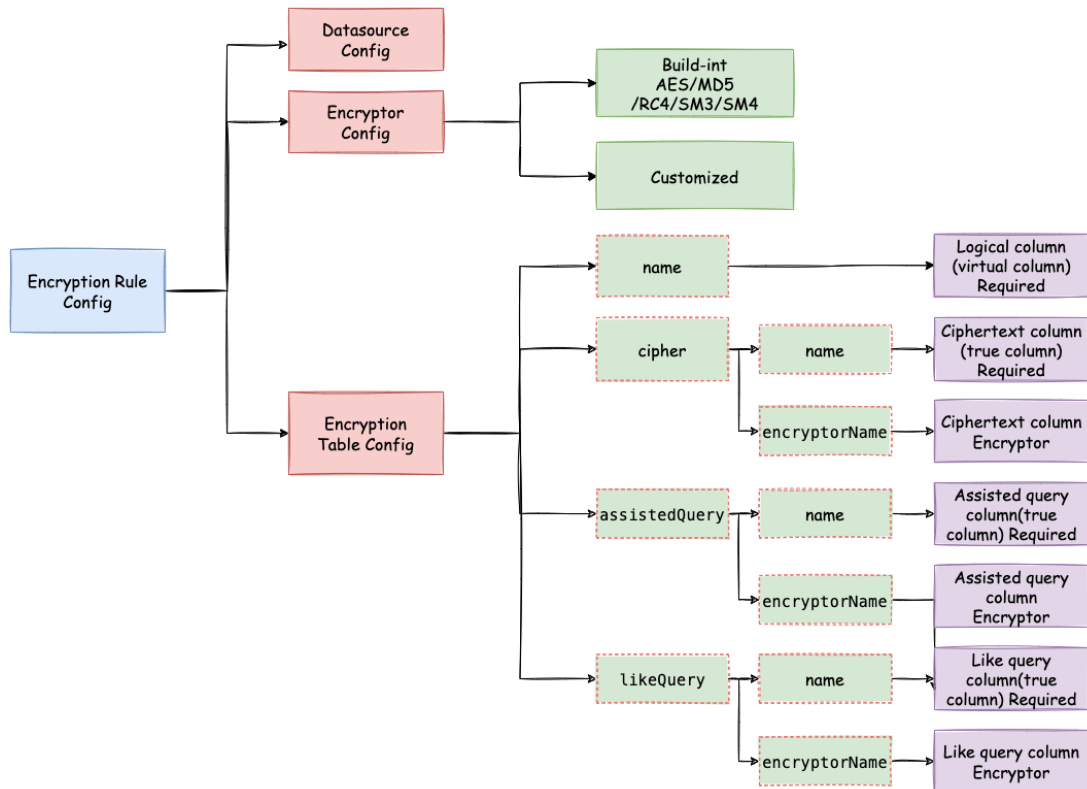 Datasource
Config
Encryptor
Config
Build-int
AES/MD5
/RC4/SM3/SM4
Customized
Encryption Rule
Config
Encryption
Table Config
name
Logical column
(virtual column)
Required
cipher
name
Ciphertext column
(true column)
Required
encryptorName
Ciphertext column
Encryptor
assistedQuery
name
Assisted query
column(true
column) Required
encryptorName
Assisted query
column
Encryptor
likeQuery
name
Like query
column(true
column) Required
encryptorName
Like query column
Encryptor